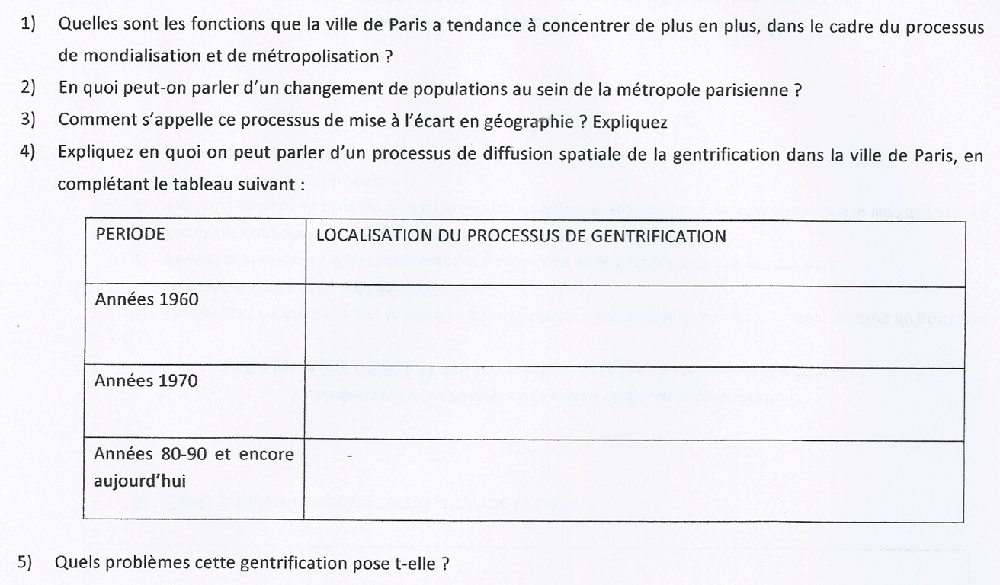 1) Quelles sont les fonctions que la ville de Paris a tendance à concentrer de plus en plus, dans le cadre du processus
de mondialisation et de métropolisation ?
2) En quoi peut-on parler d'un changement de populations au sein de la métropole parisienne ?
3) Comment s'appelle ce processus de mise à l'écart en géographie ? Expliquez
4) Expliquez en quoi on peut parler d'un processus de diffusion spatiale de la gentrification dans la ville de Paris, en
complétant le tableau suivant :
PERIODE LOCALISATION DU PROCESSUS DE GENTRIFICATION
Années 1960
Années 1970
Années 80-90 et encore -
aujourd'hui
5) Quels problèmes cette gentrification pose t-elle ?